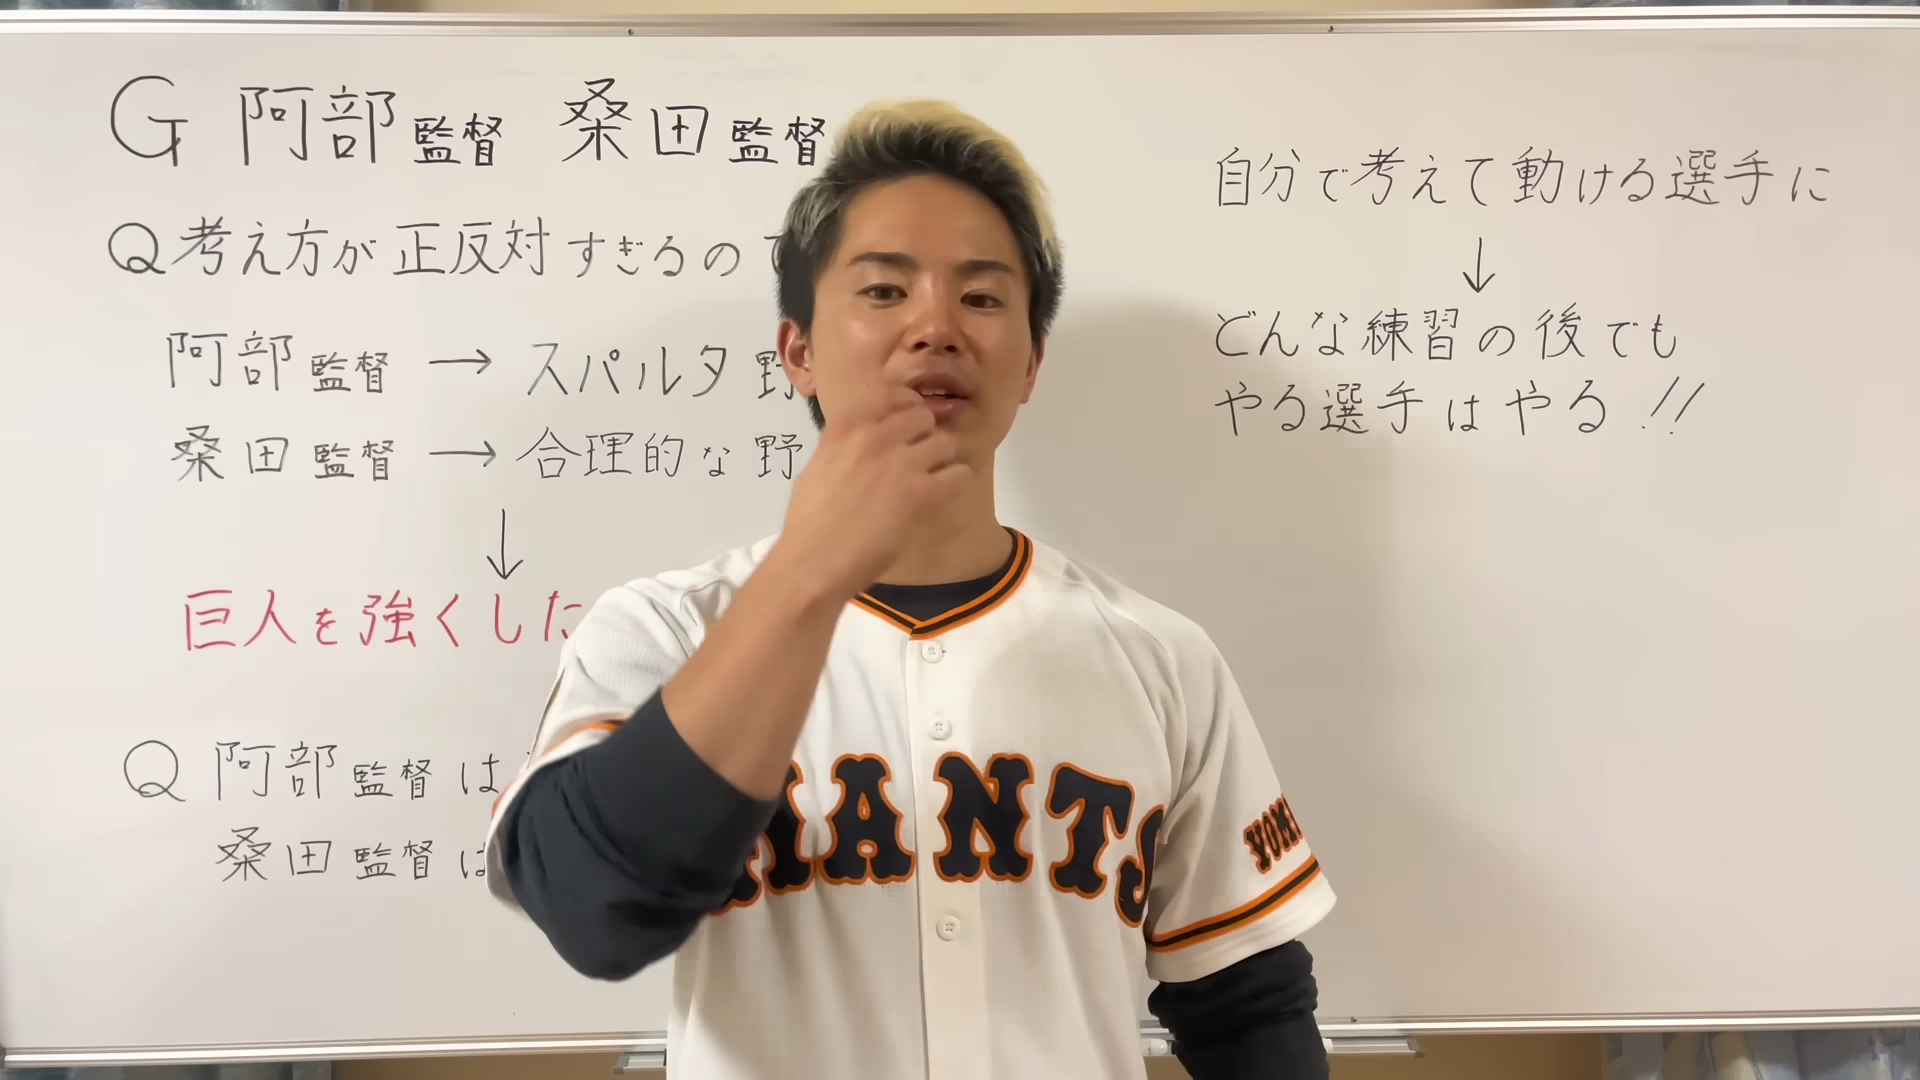 G 阿部監督 桑田監督
Q 考え方が正反対すぎるので
阿部監督 → スパルタ野
桑田監督 → 合理的な野
↓
巨人を強くした
Q 阿部監督は
桑田監督は
自分で考えて動ける選手に
↓
どんな練習の後でも
やる選手はやる!!
GIANTS
YOMI